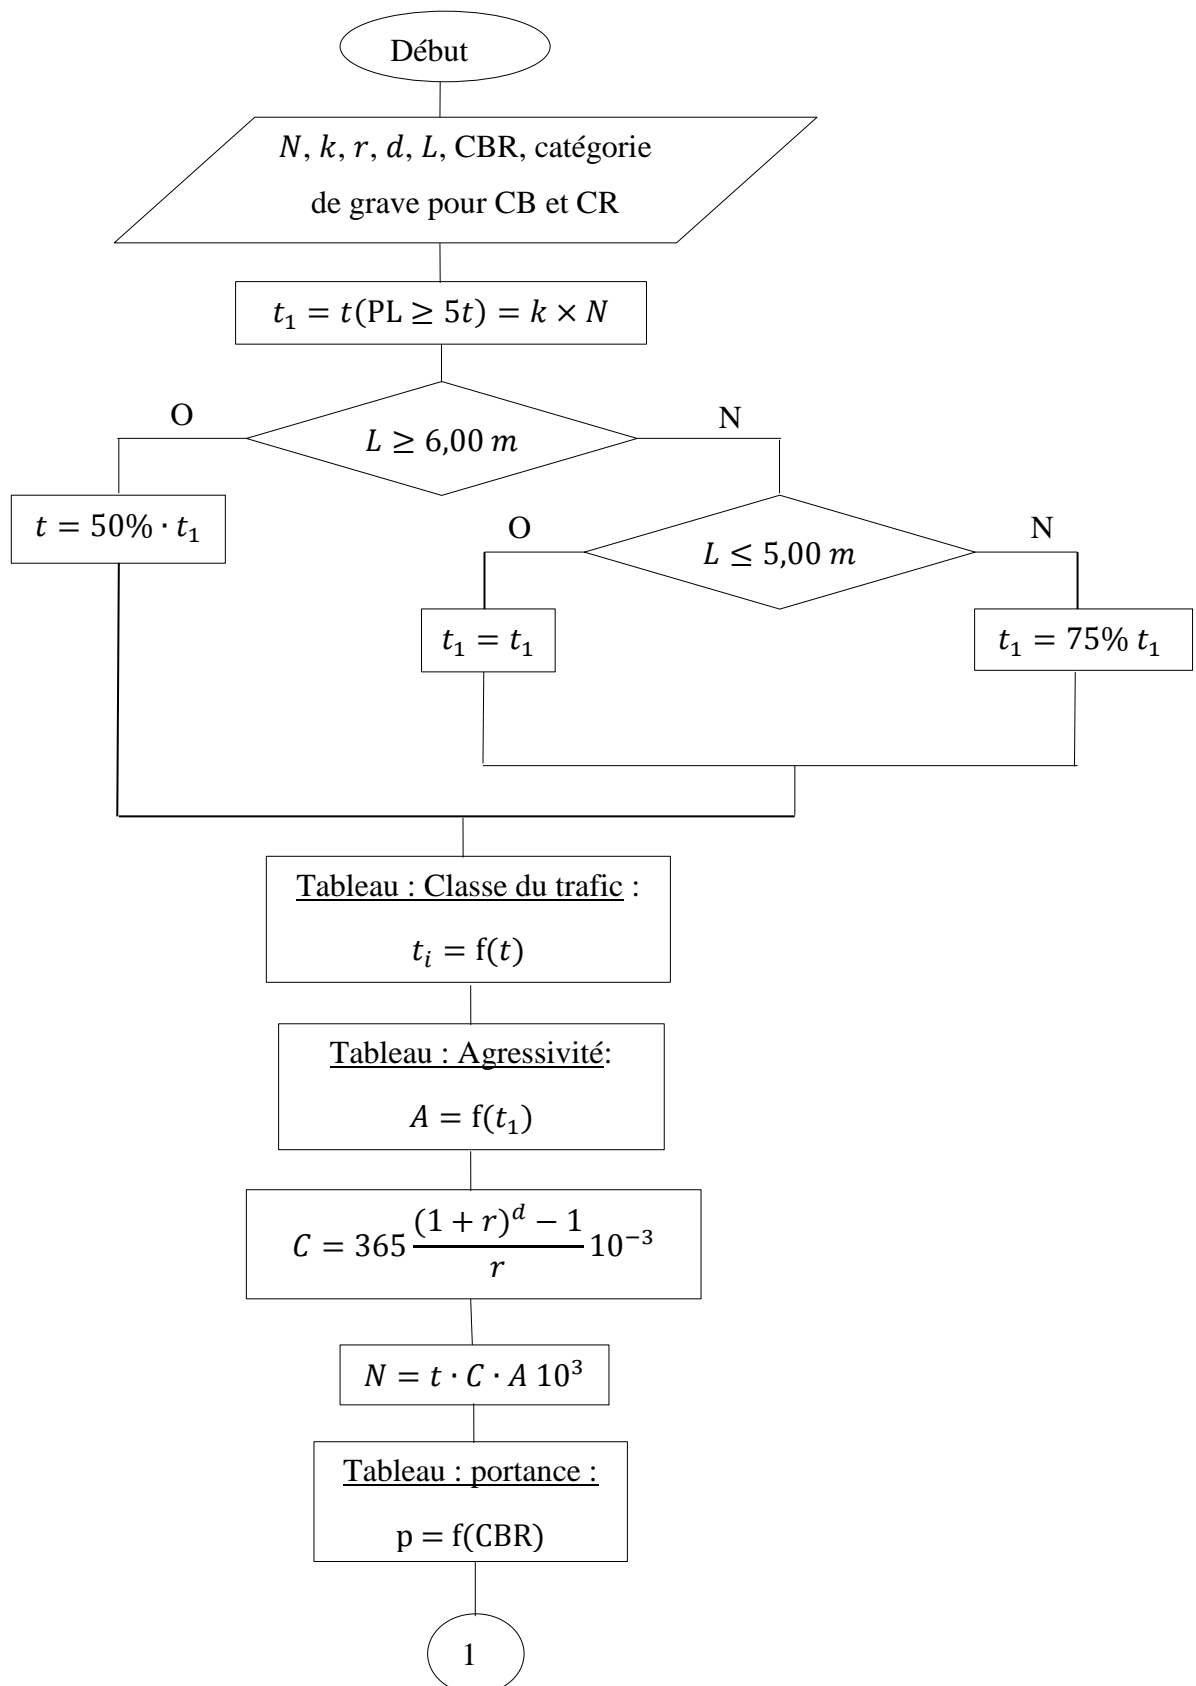 Début
N, k, r, d, L, CBR, catégorie
de grave pour CB et CR
t₁ = t(PL ≥ 5t) = k × N
O
N
L ≥ 6,00 m
t = 50% · t₁
O
N
L ≤ 5,00 m
t₁ = t₁
t₁ = 75% t₁
Tableau : Classe du trafic :
tᵢ = f(t)
Tableau : Agressivité:
A = f(t₁)
C = 365 \frac{(1 + r)^d − 1}{r} 10⁻³
N = t · C · A 10³
Tableau : portance :
p = f(CBR)
1